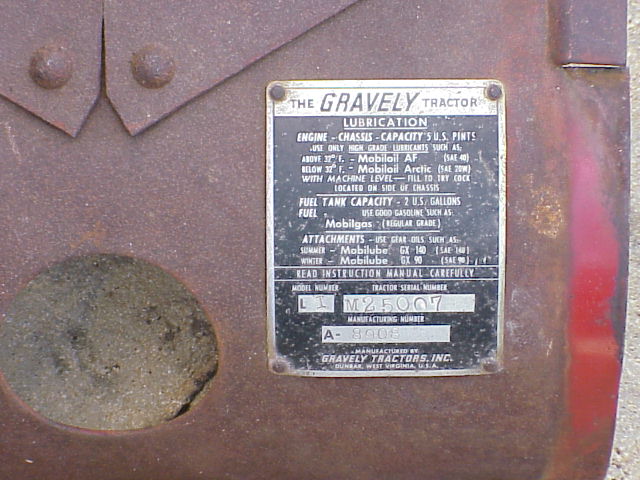 THE GRAVELY TRACTOR
LUBRICATION
ENGINE - CHASSIS - CAPACITY 5 U.S. PINTS
USE ONLY HIGH GRADE LUBRICANTS SUCH AS:
ABOVE 32° F. - Mobiloil AF (SAE 40)
BELOW 32° F. - Mobiloil Arctic (SAE 20W)
WITH MACHINE LEVEL - FILL TO TRY COCK
LOCATED ON SIDE OF CHASSIS
FUEL TANK CAPACITY - 2 U.S. GALLONS
FUEL - USE GOOD GASOLINE SUCH AS:
Mobilgas (REGULAR GRADE)
ATTACHMENTS - USE GEAR OILS SUCH AS:
SUMMER - Mobilube GX 140 (SAE 140)
WINTER - Mobilube GX 90 (SAE 90)
READ INSTRUCTION MANUAL CAREFULLY
MODEL NUMBER TRACTOR SERIAL NUMBER
L I M25007
MANUFACTURING NUMBER
A- 8908
MANUFACTURED BY
GRAVELY TRACTORS, INC.
DUNBAR, WEST VIRGINIA, U.S.A.